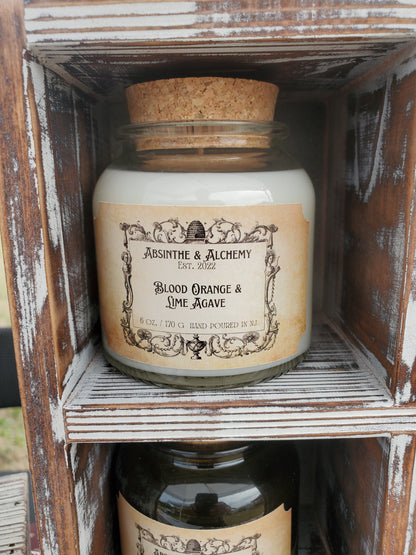 Absinthe & Alchemy
Est. 2022
Blood Orange &
Lime Agave
6 oz. / 170 g  Hand Poured in NJ